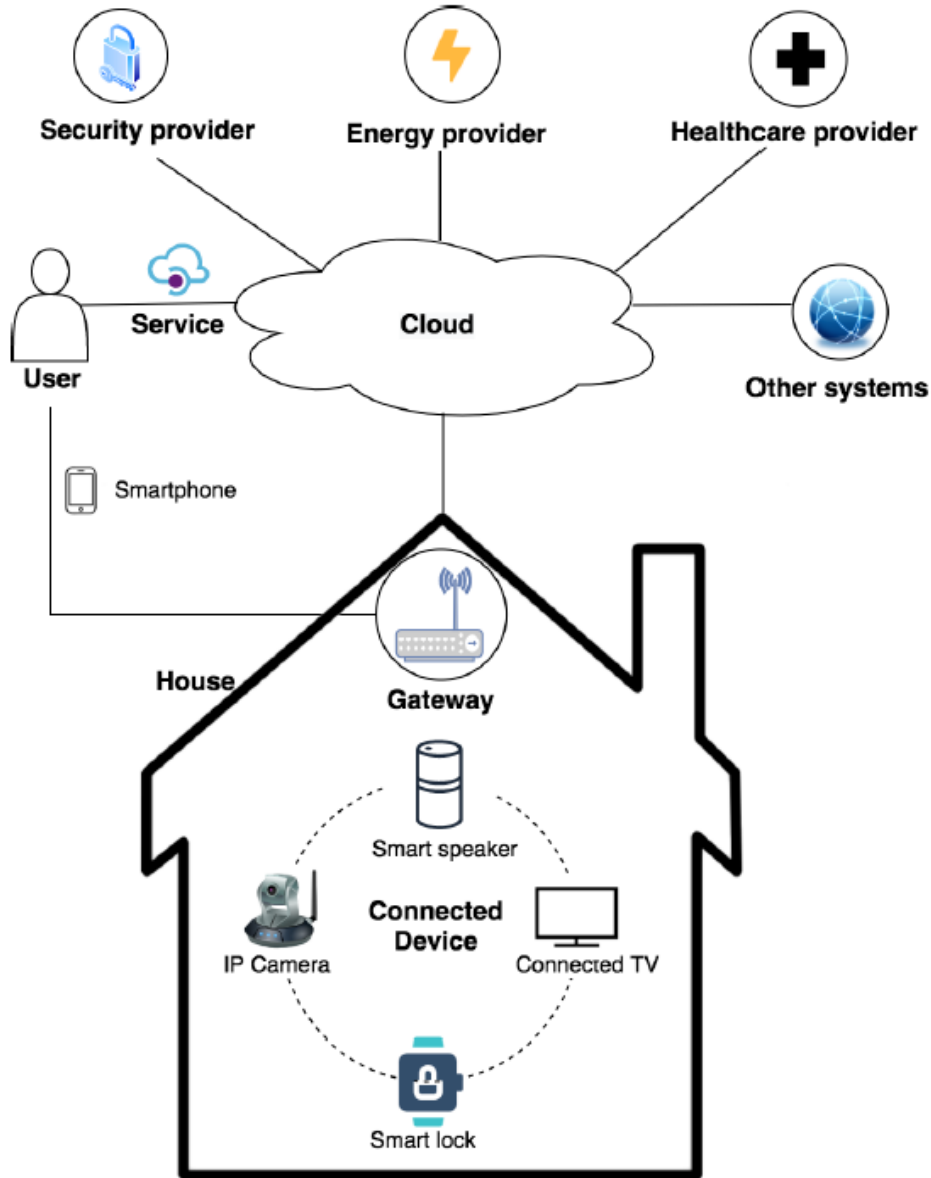 Security provider
Energy provider
Healthcare provider
Service
Cloud
User
Other systems
Smartphone
House
Gateway
Smart speaker
Connected
Device
IP Camera
Connected TV
Smart lock